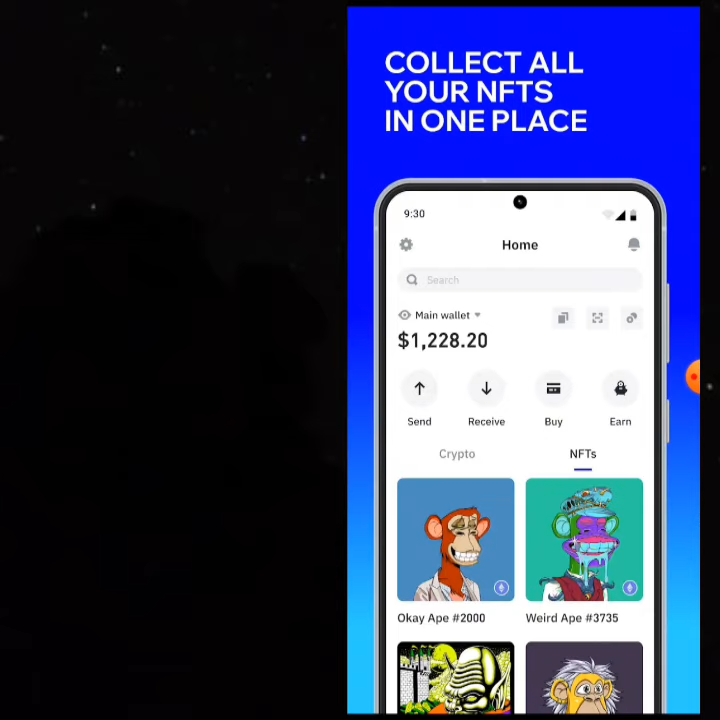 COLLECT ALL
YOUR NFTS
IN ONE PLACE
9:30
Home
Search
Main wallet
$1,228.20
Send Receive Buy Earn
Crypto NFTs
Okay Ape #2000 Weird Ape #3735